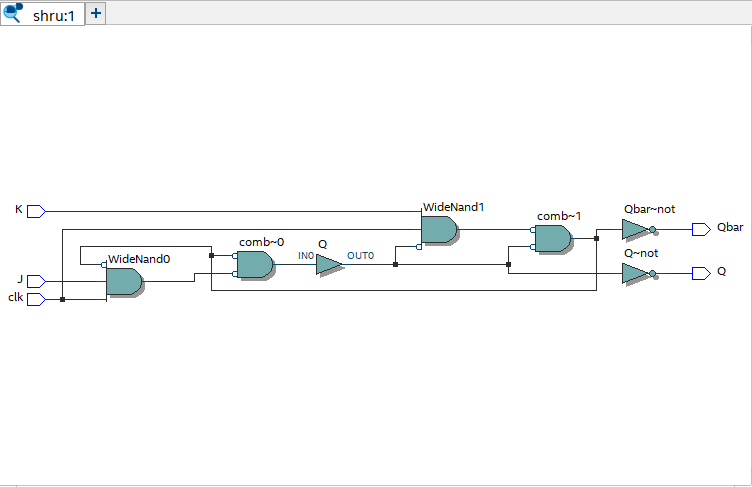 shru:1
K
WideNand1
comb~1
Qbar~not
Qbar
comb~0
Q
IN0
OUT0
Q~not
Q
WideNand0
J
clk